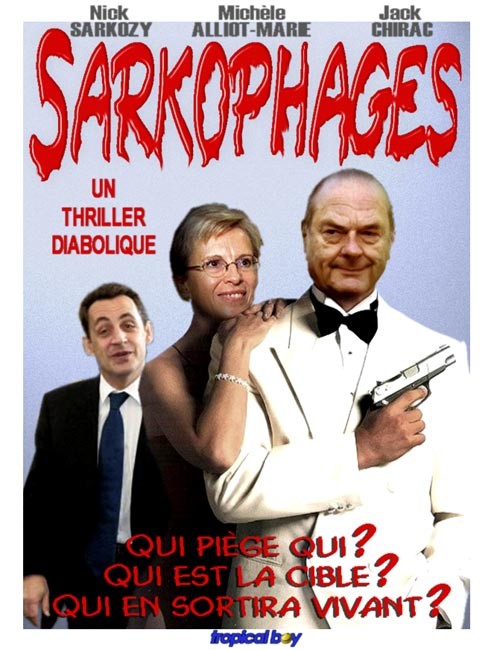 Nick Michèle Jack
SARKOZY ALLIOT-MARIE CHIRAC
SARKOPHAGES
UN
THRILLER
DIABOLIQUE
QUI PIÈGE QUI?
QUI EST LA CIBLE?
QUI EN SORTIRA VIVANT?
tropical boy